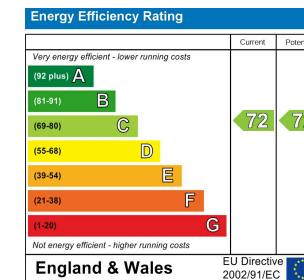 Energy Efficiency Rating
Current
Very energy efficient - lower running costs
(92 plus) A
(81-91) B
(69-80) C
72
(55-68) D
(39-54) E
(21-38) F
(1-20) G
Not energy efficient - higher running costs
England & Wales
EU Directive
2002/91/EC